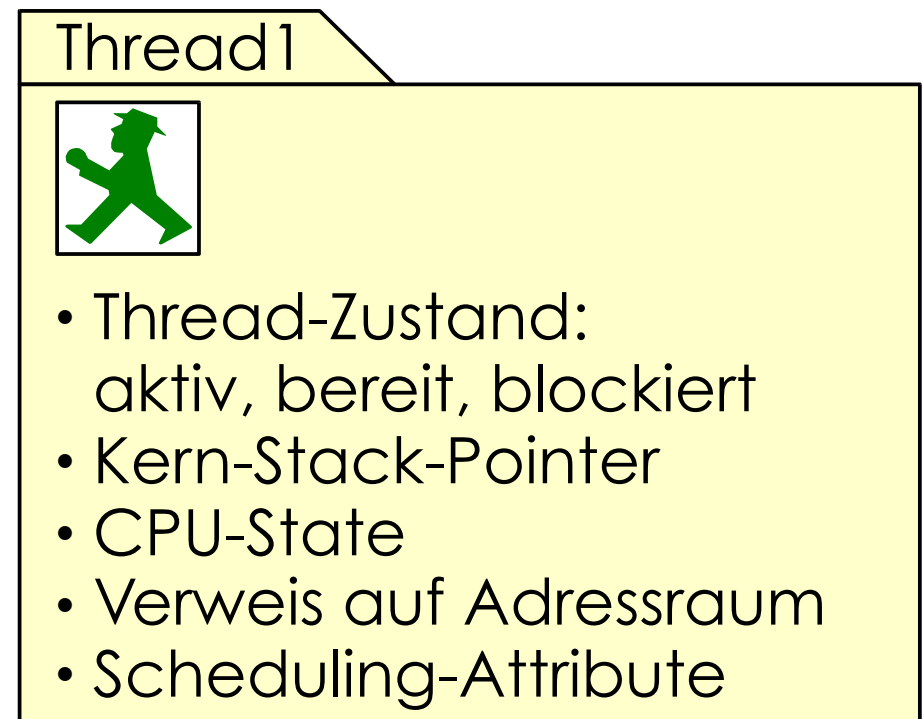 Thread1
• Thread-Zustand:
aktiv, bereit, blockiert
• Kern-Stack-Pointer
• CPU-State
• Verweis auf Adressraum
• Scheduling-Attribute